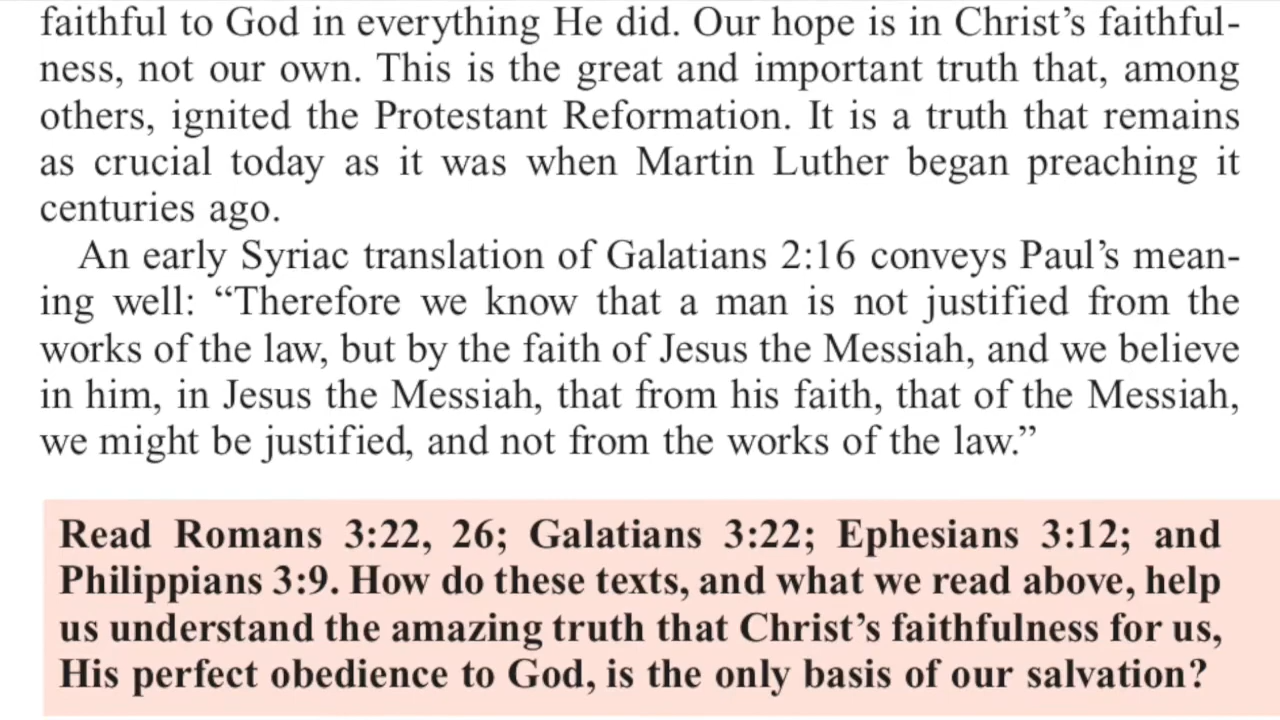 faithful to God in everything He did. Our hope is in Christ’s faithful-
ness, not our own. This is the great and important truth that, among
others, ignited the Protestant Reformation. It is a truth that remains
as crucial today as it was when Martin Luther began preaching it
centuries ago.
An early Syriac translation of Galatians 2:16 conveys Paul’s mean-
ing well: “Therefore we know that a man is not justified from the
works of the law, but by the faith of Jesus the Messiah, and we believe
in him, in Jesus the Messiah, that from his faith, that of the Messiah,
we might be justified, and not from the works of the law.”
Read Romans 3:22, 26; Galatians 3:22; Ephesians 3:12; and
Philippians 3:9. How do these texts, and what we read above, help
us understand the amazing truth that Christ’s faithfulness for us,
His perfect obedience to God, is the only basis of our salvation?